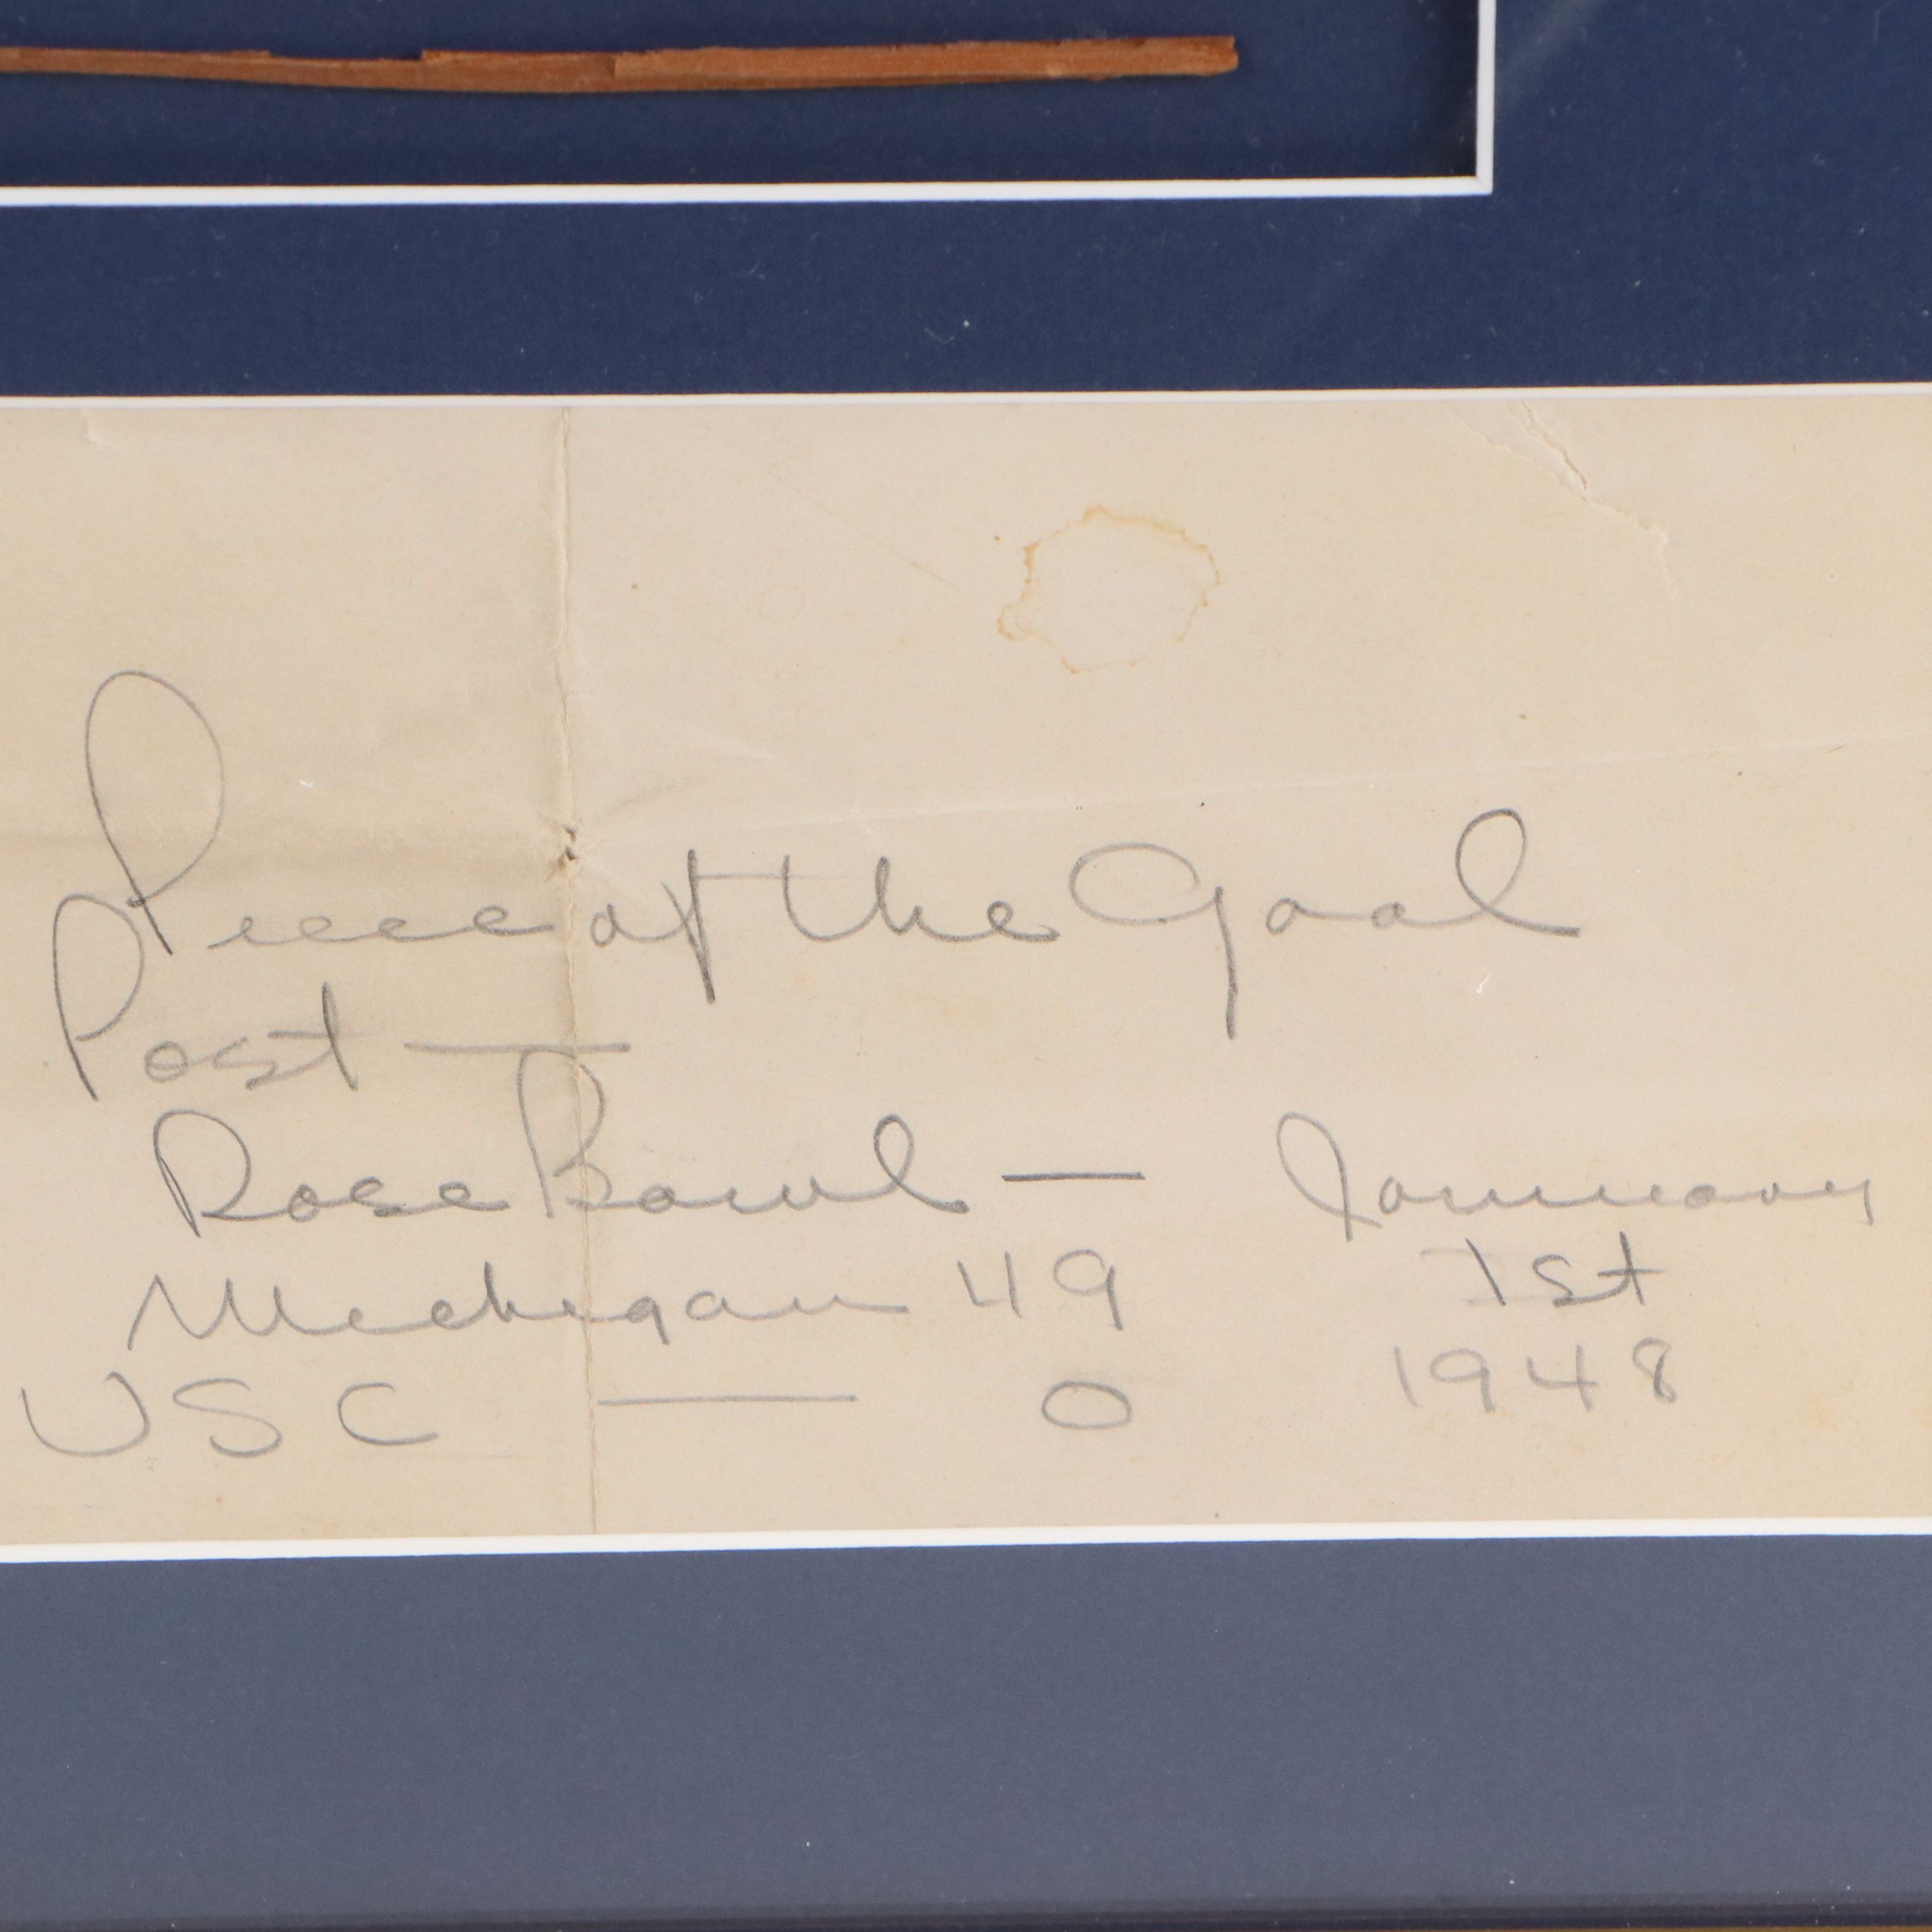 Piece of the Goal
Post —
Rose Bowl — January
Michigan 49 1st
USC — 0 1948